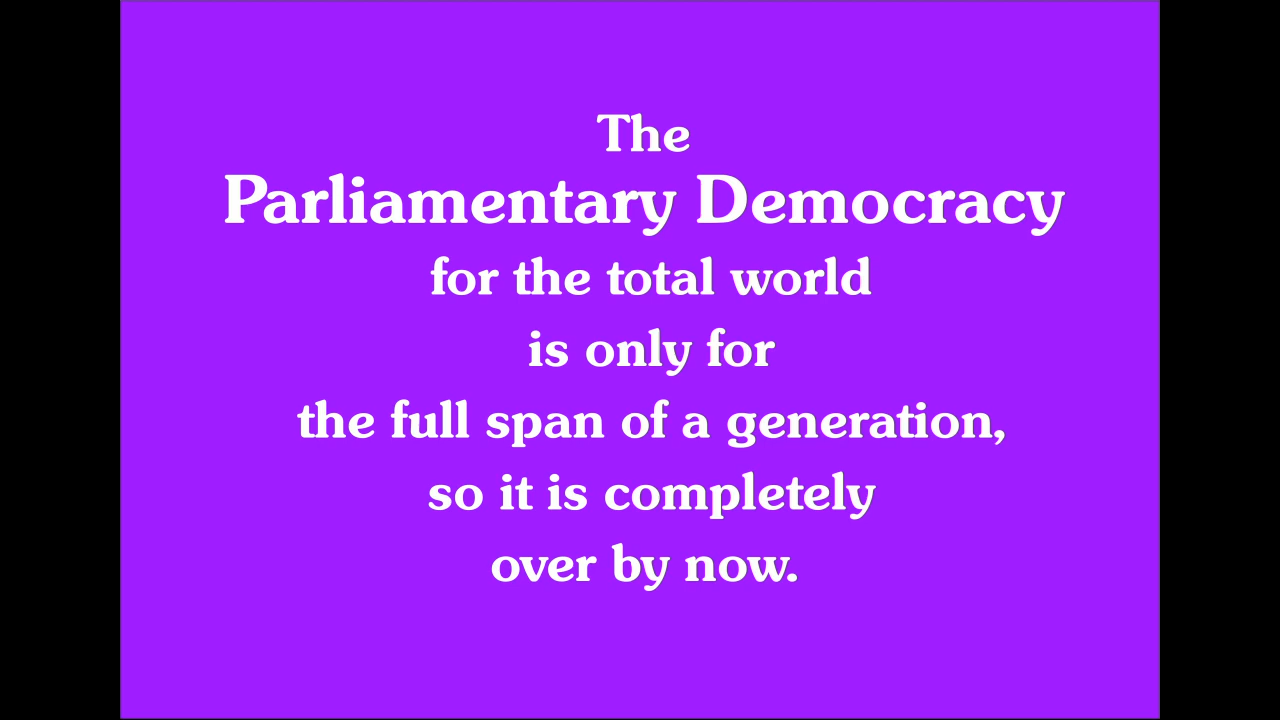 The
Parliamentary Democracy
for the total world
is only for
the full span of a generation,
so it is completely
over by now.